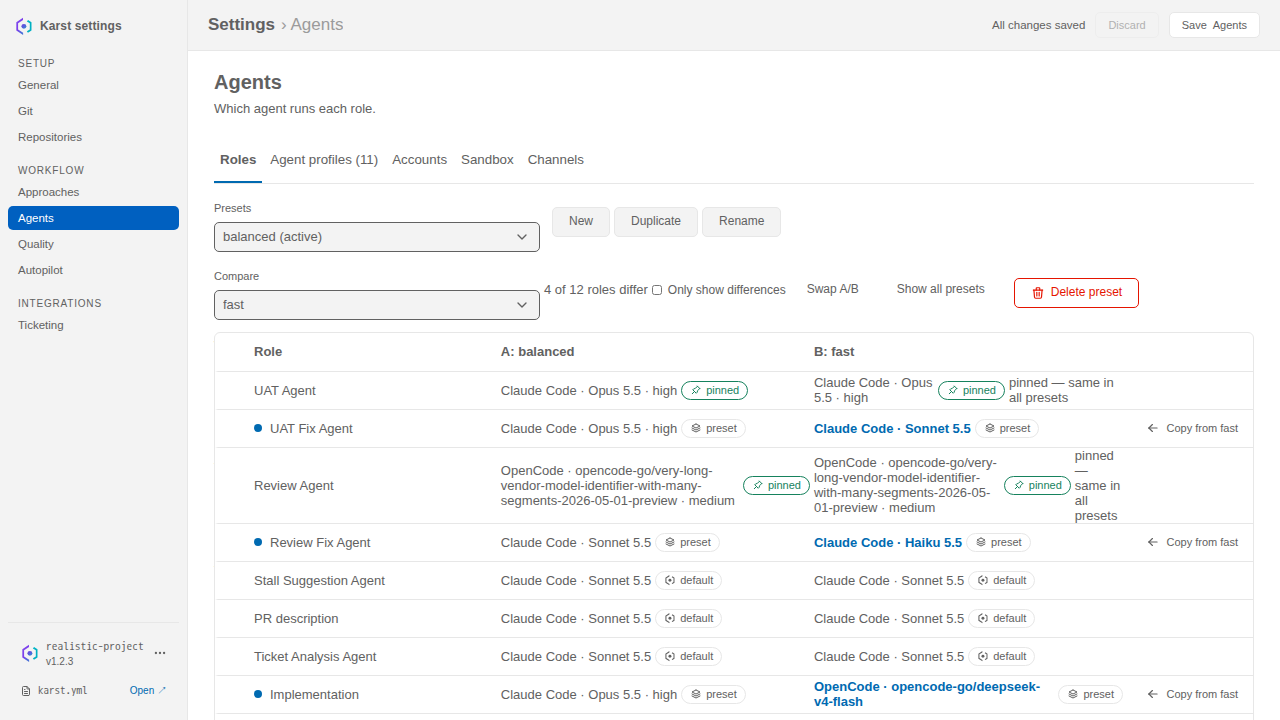 Karst settings
Settings › Agents
All changes saved
Discard
Save Agents
SETUP
General
Git
Repositories
WORKFLOW
Approaches
Agents
Quality
Autopilot
INTEGRATIONS
Ticketing
realistic-project
v1.2.3
karst.yml
Open ↗
Agents
Which agent runs each role.
Roles
Agent profiles (11)
Accounts
Sandbox
Channels
Presets
balanced (active)
New
Duplicate
Rename
Compare
fast
4 of 12 roles differ
Only show differences
Swap A/B
Show all presets
Delete preset
Role
A: balanced
B: fast
UAT Agent
Claude Code · Opus 5.5 · high
pinned
Claude Code · Opus
5.5 · high
pinned
pinned — same in
all presets
UAT Fix Agent
Claude Code · Opus 5.5 · high
preset
Claude Code · Sonnet 5.5
preset
Copy from fast
Review Agent
OpenCode · opencode-go/very-long-
vendor-model-identifier-with-many-
segments-2026-05-01-preview · medium
pinned
OpenCode · opencode-go/very-
long-vendor-model-identifier-
with-many-segments-2026-05-
01-preview · medium
pinned
pinned
—
same in
all
presets
Review Fix Agent
Claude Code · Sonnet 5.5
preset
Claude Code · Haiku 5.5
preset
Copy from fast
Stall Suggestion Agent
Claude Code · Sonnet 5.5
default
Claude Code · Sonnet 5.5
default
PR description
Claude Code · Sonnet 5.5
default
Claude Code · Sonnet 5.5
default
Ticket Analysis Agent
Claude Code · Sonnet 5.5
default
Claude Code · Sonnet 5.5
default
Implementation
Claude Code · Opus 5.5 · high
preset
OpenCode · opencode-go/deepseek-
v4-flash
preset
Copy from fast